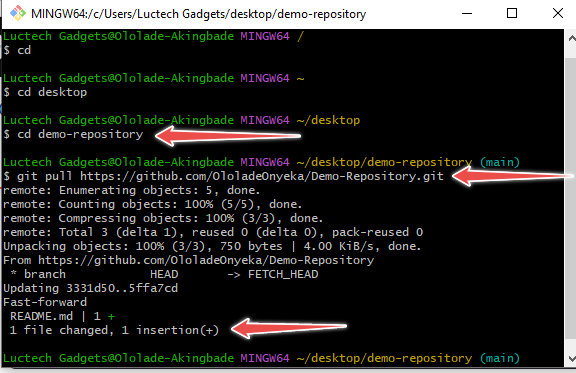 MINGW64:/c/Users/Luctech Gadgets/desktop/demo-repository
Luctech Gadgets@Ololade-Akingbade MINGW64 /
$ cd
Luctech Gadgets@Ololade-Akingbade MINGW64 ~
$ cd desktop
Luctech Gadgets@Ololade-Akingbade MINGW64 ~/desktop
$ cd demo-repository
Luctech Gadgets@Ololade-Akingbade MINGW64 ~/desktop/demo-repository (main)
$ git pull https://github.com/OloladeOnyeka/Demo-Repository.git
remote: Enumerating objects: 5, done.
remote: Counting objects: 100% (5/5), done.
remote: Compressing objects: 100% (3/3), done.
remote: Total 3 (delta 1), reused 0 (delta 0), pack-reused 0
Unpacking objects: 100% (3/3), 750 bytes | 4.00 KiB/s, done.
From https://github.com/OloladeOnyeka/Demo-Repository
 * branch            HEAD       -> FETCH_HEAD
Updating 3331d50..5ffa7cd
Fast-forward
 README.md | 1 +
 1 file changed, 1 insertion(+)
Luctech Gadgets@Ololade-Akingbade MINGW64 ~/desktop/demo-repository (main)